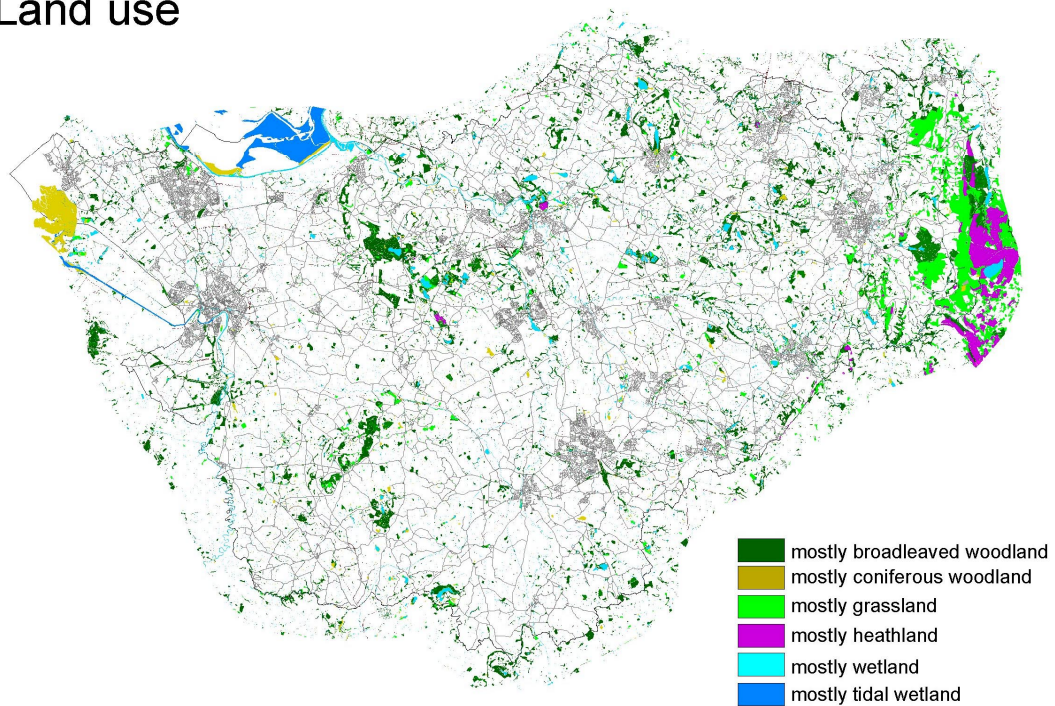 Land use
mostly broadleaved woodland
mostly coniferous woodland
mostly grassland
mostly heathland
mostly wetland
mostly tidal wetland